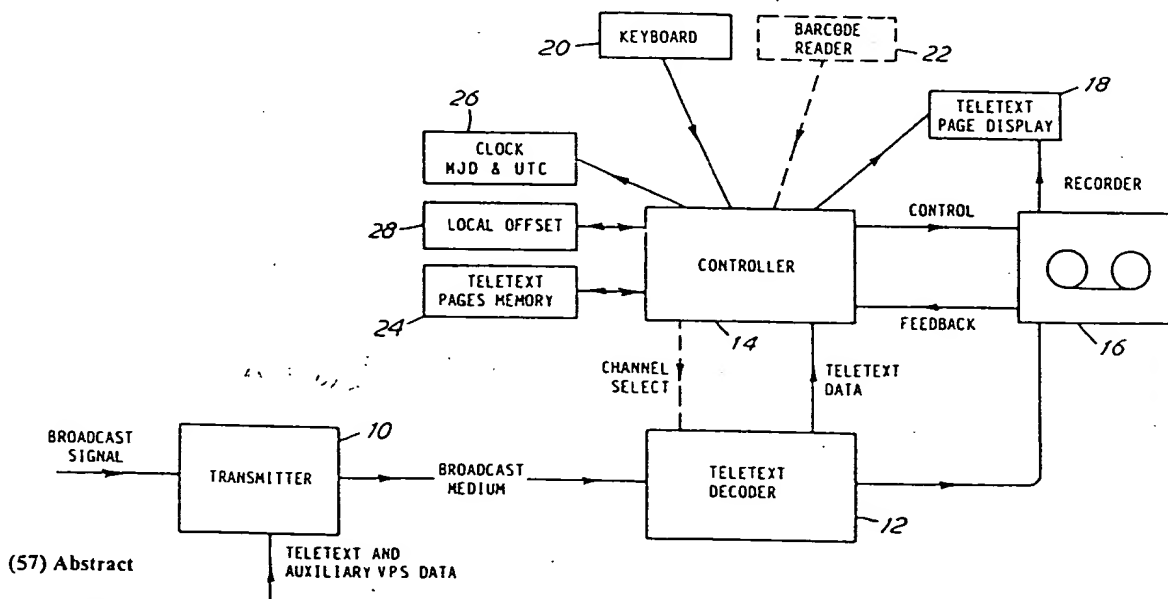 20
KEYBOARD
BARCODE
READER
22
18
TELETEXT
PAGE DISPLAY
26
CLOCK
MJD & UTC
28
LOCAL OFFSET
24
TELETEXT
PAGES MEMORY
CONTROLLER
14
CONTROL
FEEDBACK
RECORDER
16
CHANNEL
SELECT
TELETEXT
DATA
BROADCAST
SIGNAL
10
TRANSMITTER
BROADCAST
MEDIUM
TELETEXT
DECODER
12
TELETEXT AND
AUXILIARY VPS DATA
(57) Abstract